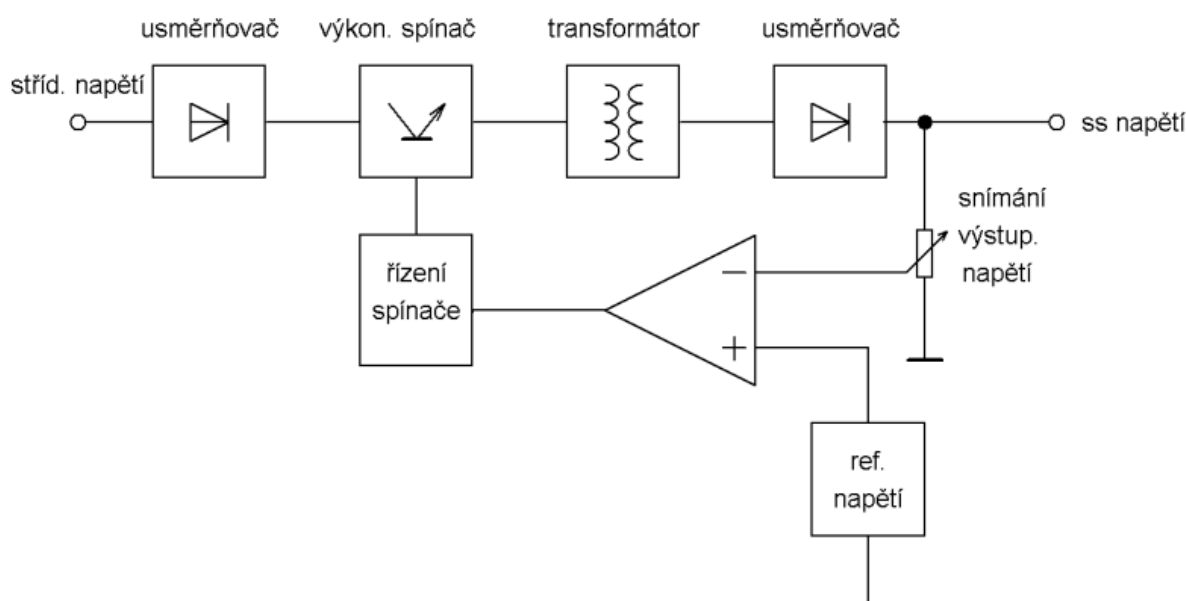 usměrňovač
výkon. spínač
transformátor
usměrňovač
stříd. napětí
ss napětí
snímání
výstup.
napětí
řízení
spínače
ref.
napětí